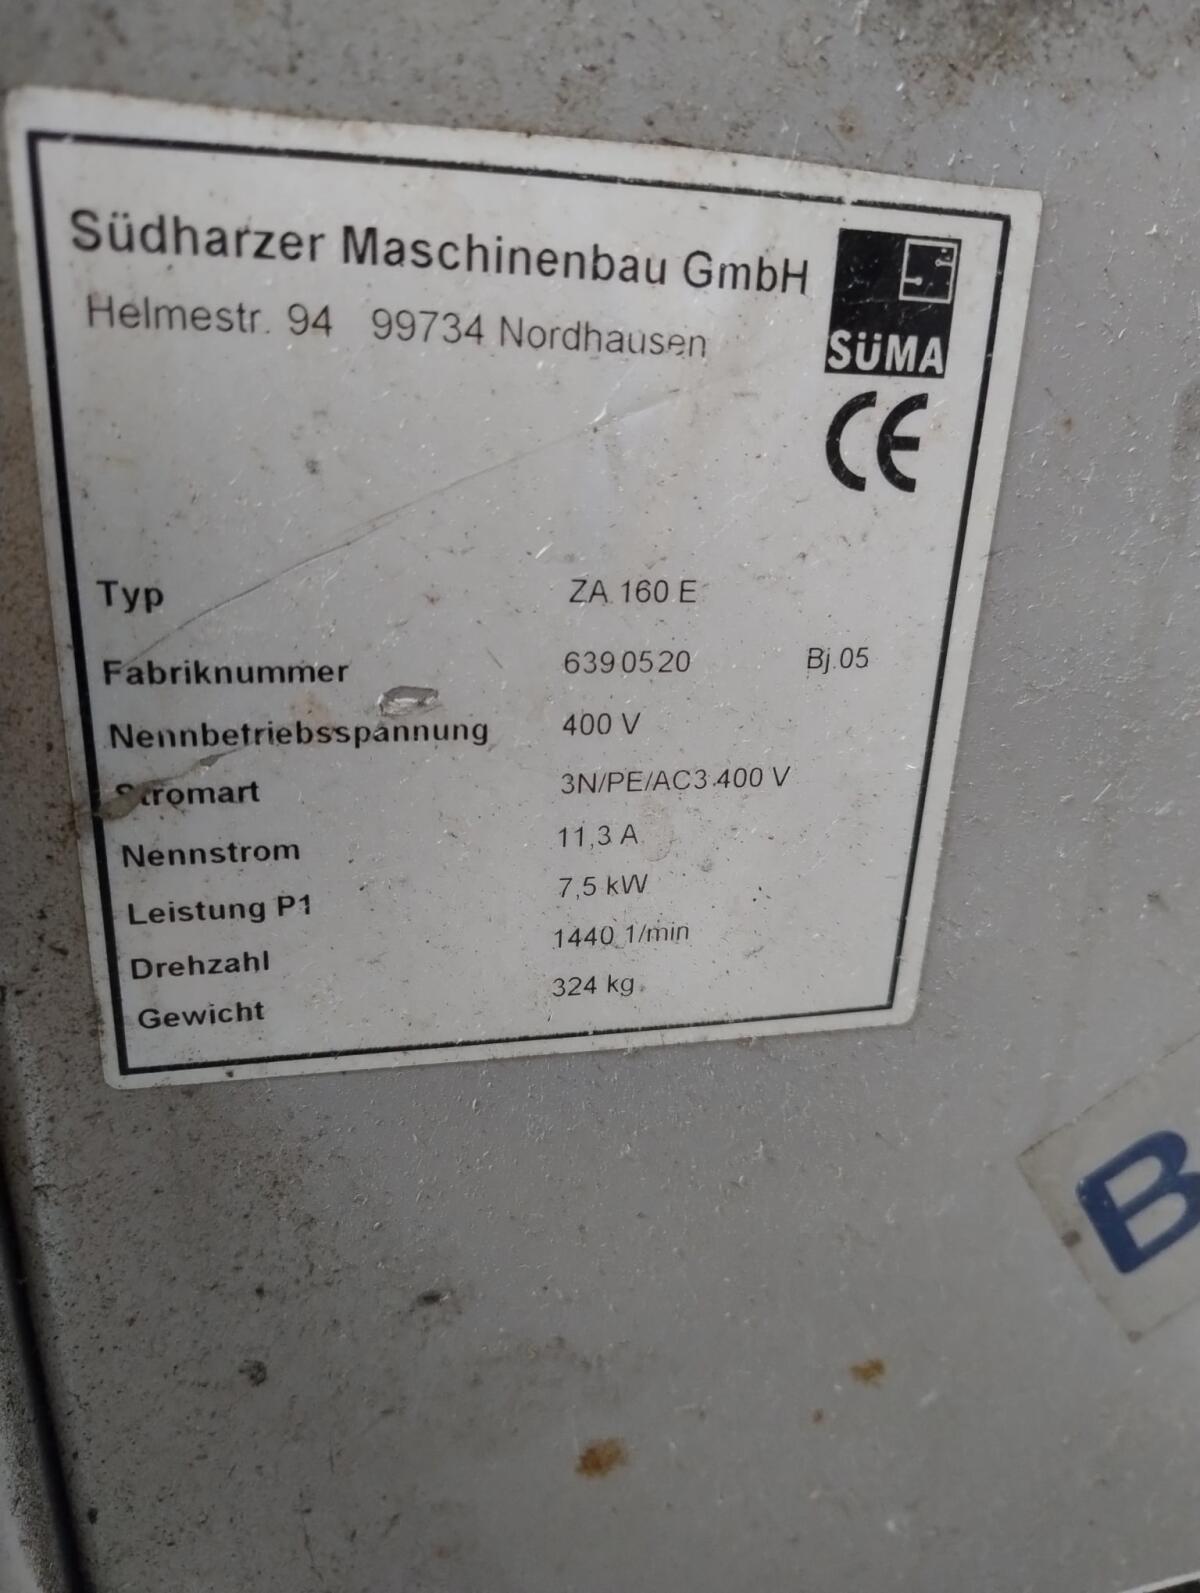 Südharzer Maschinenbau GmbH
Helmestr. 94 99734 Nordhausen
SÜMA
CE
Typ ZA 160 E
Fabriknummer 6390520 Bj.05
Nennbetriebsspannung 400 V
Stromart 3N/PE/AC3.400 V
Nennstrom 11,3 A
Leistung P1 7,5 kW
Drehzahl 1440 1/min
Gewicht 324 kg
B